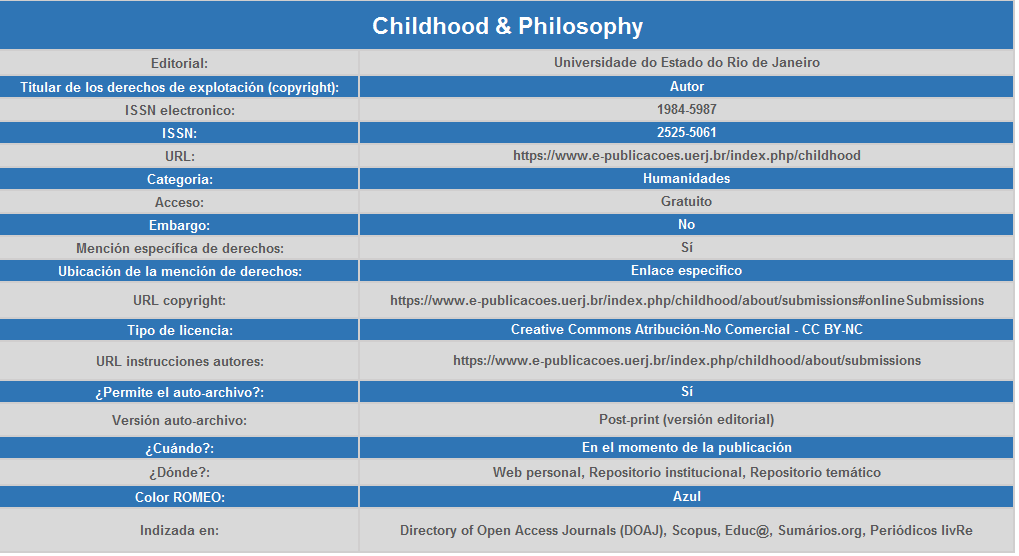 Childhood & Philosophy
Editorial: Universidade do Estado do Rio de Janeiro
Titular de los derechos de explotación (copyright): Autor
ISSN electronico: 1984-5987
ISSN: 2525-5061
URL: https://www.e-publicacoes.uerj.br/index.php/childhood
Categoria: Humanidades
Acceso: Gratuito
Embargo: No
Mención específica de derechos: Sí
Ubicación de la mención de derechos: Enlace especifico
URL copyright: https://www.e-publicacoes.uerj.br/index.php/childhood/about/submissions#onlineSubmissions
Tipo de licencia: Creative Commons Atribución-No Comercial - CC BY-NC
URL instrucciones autores: https://www.e-publicacoes.uerj.br/index.php/childhood/about/submissions
¿Permite el auto-archivo?: Sí
Versión auto-archivo: Post-print (versión editorial)
¿Cuándo?: En el momento de la publicación
¿Dónde?: Web personal, Repositorio institucional, Repositorio temático
Color ROMEO: Azul
Indizada en: Directory of Open Access Journals (DOAJ), Scopus, Educ@, Sumários.org, Periódicos livRe